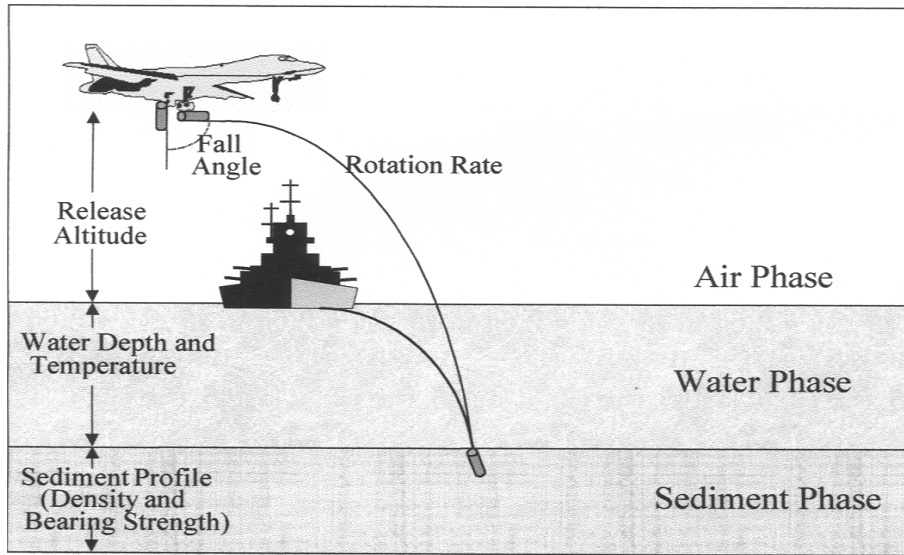 Fall
Angle
Rotation Rate
Release
Altitude
Air Phase
Water Depth and
Temperature
Water Phase
Sediment Profile
(Density and
Bearing Strength)
Sediment Phase